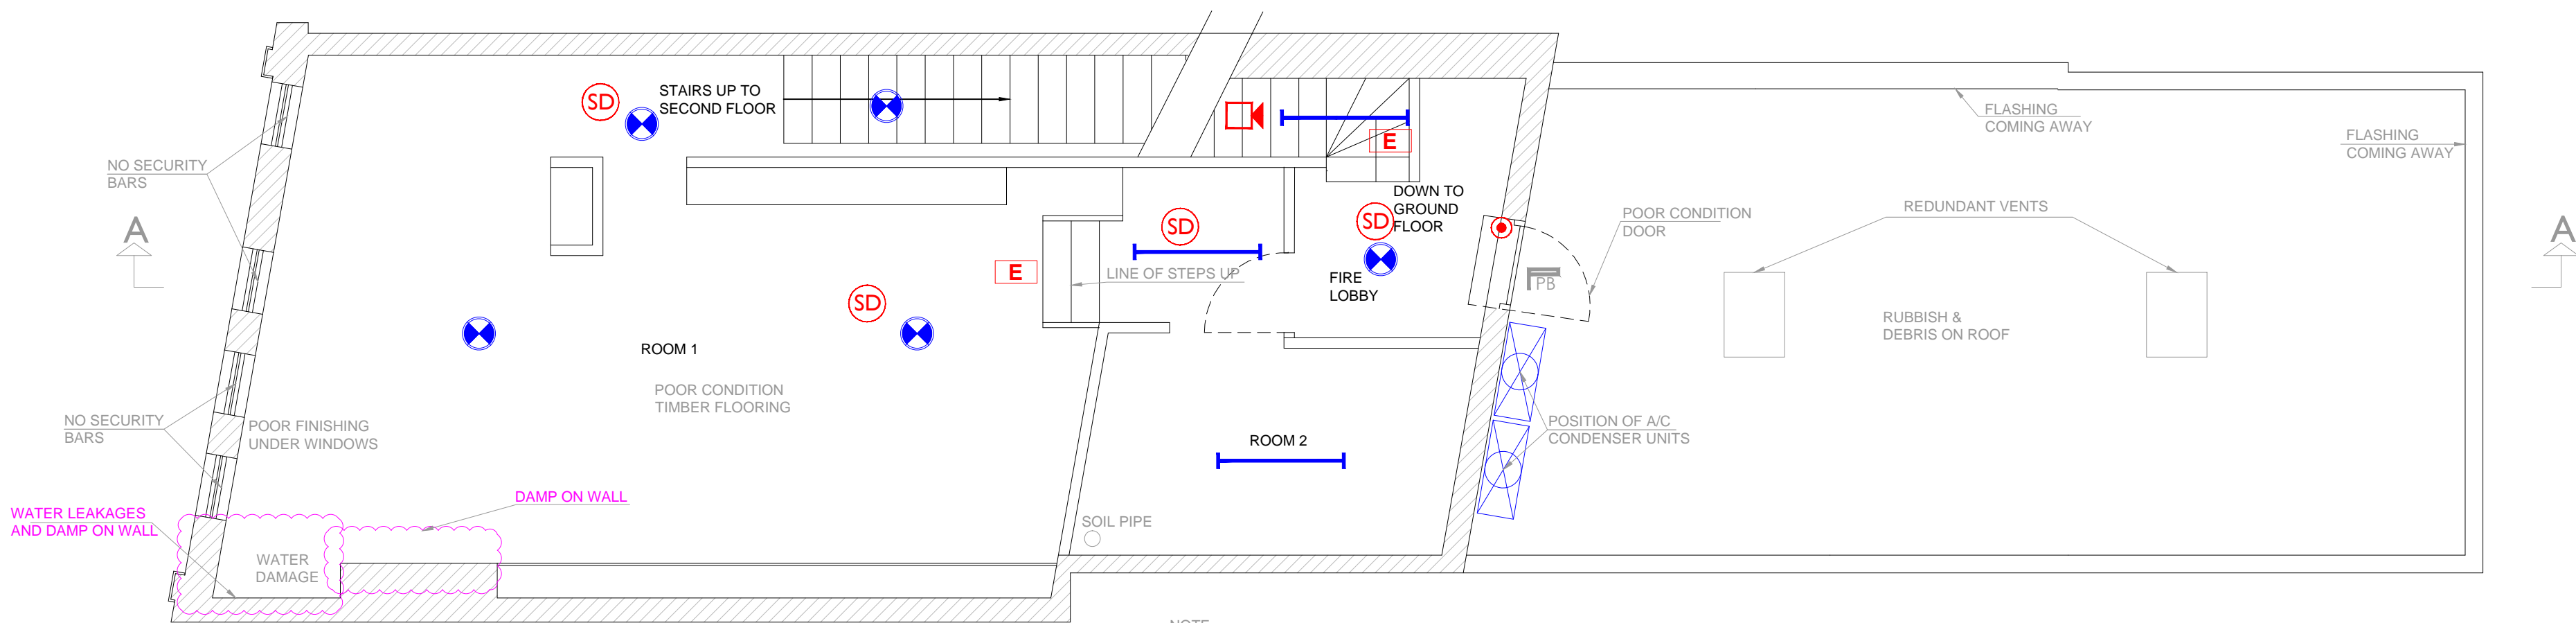 STAIRS UP TO
SECOND FLOOR
SD
NO SECURITY
BARS
A
E
SD
LINE OF STEPS UP
E
DOWN TO
GROUND
FLOOR
SD
FIRE
LOBBY
PB
POOR CONDITION
DOOR
FLASHING
COMING AWAY
FLASHING
COMING AWAY
REDUNDANT VENTS
A
RUBBISH &
DEBRIS ON ROOF
SD
ROOM 1
POOR CONDITION
TIMBER FLOORING
NO SECURITY
BARS
POOR FINISHING
UNDER WINDOWS
ROOM 2
POSITION OF A/C
CONDENSER UNITS
DAMP ON WALL
WATER LEAKAGES
AND DAMP ON WALL
WATER
DAMAGE
SOIL PIPE
NOTE